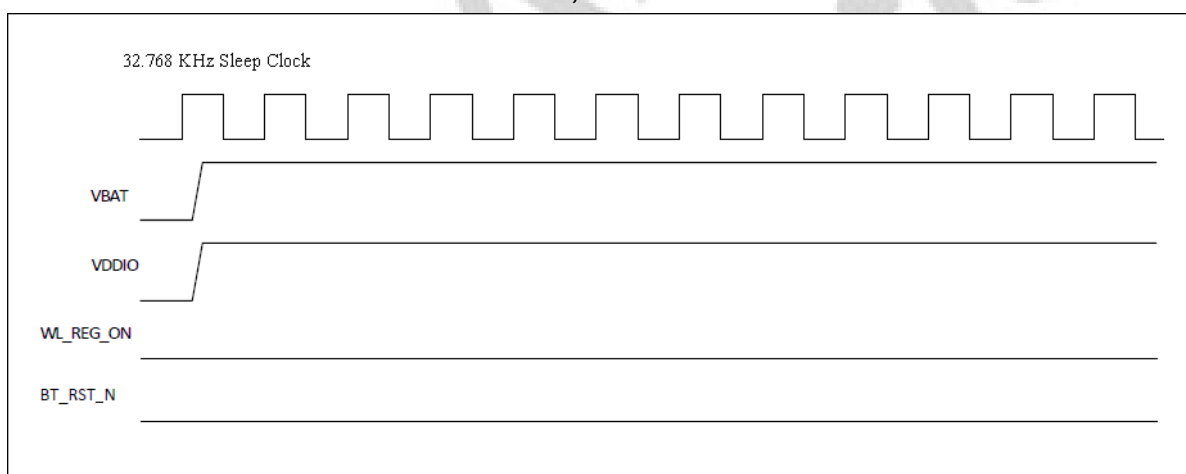 32.768 KHz Sleep Clock
VBAT
VDDIO
WL_REG_ON
BT_RST_N